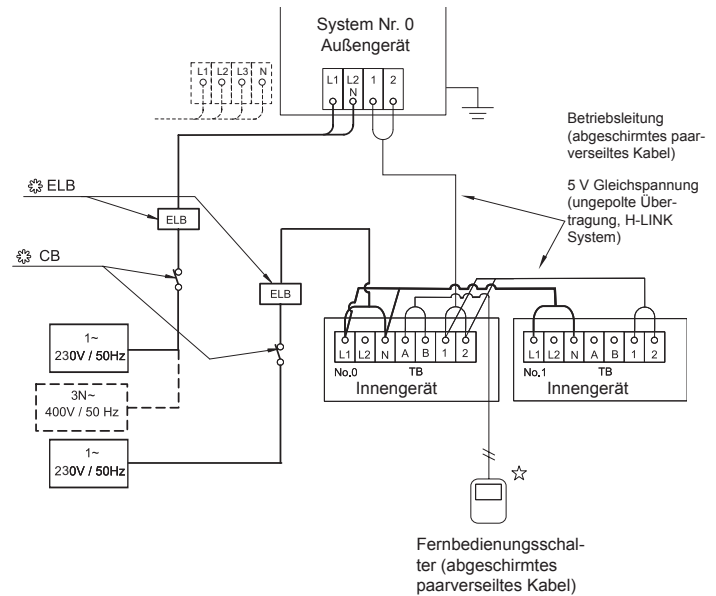 System Nr. 0
Außengerät
L1 L2 L3 N
L1 L2 N 1 2
Betriebsleitung
(abgeschirmtes paar-
verseiltes Kabel)
5 V Gleichspannung
(ungepolte Über-
tragung, H-LINK
System)
ELB
ELB
CB
ELB
1~
230V / 50Hz
3N~
400V / 50 Hz
1~
230V / 50Hz
L1 L2 N A B 1 2
No.0 TB
Innengerät
L1 L2 N A B 1 2
No.1 TB
Innengerät
Fernbedienungsschal-
ter (abgeschirmtes
paarverseiltes Kabel)